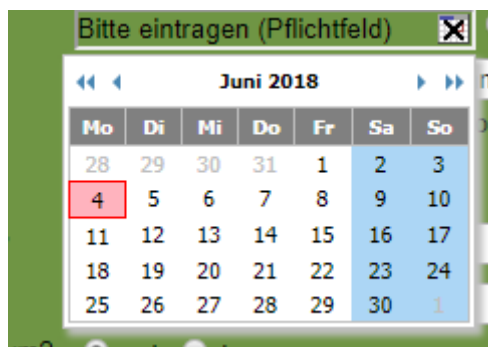 Bitte eintragen (Pflichtfeld)
Juni 2018
Mo Di Mi Do Fr Sa So
28 29 30 31 1 2 3
4 5 6 7 8 9 10
11 12 13 14 15 16 17
18 19 20 21 22 23 24
25 26 27 28 29 30 1